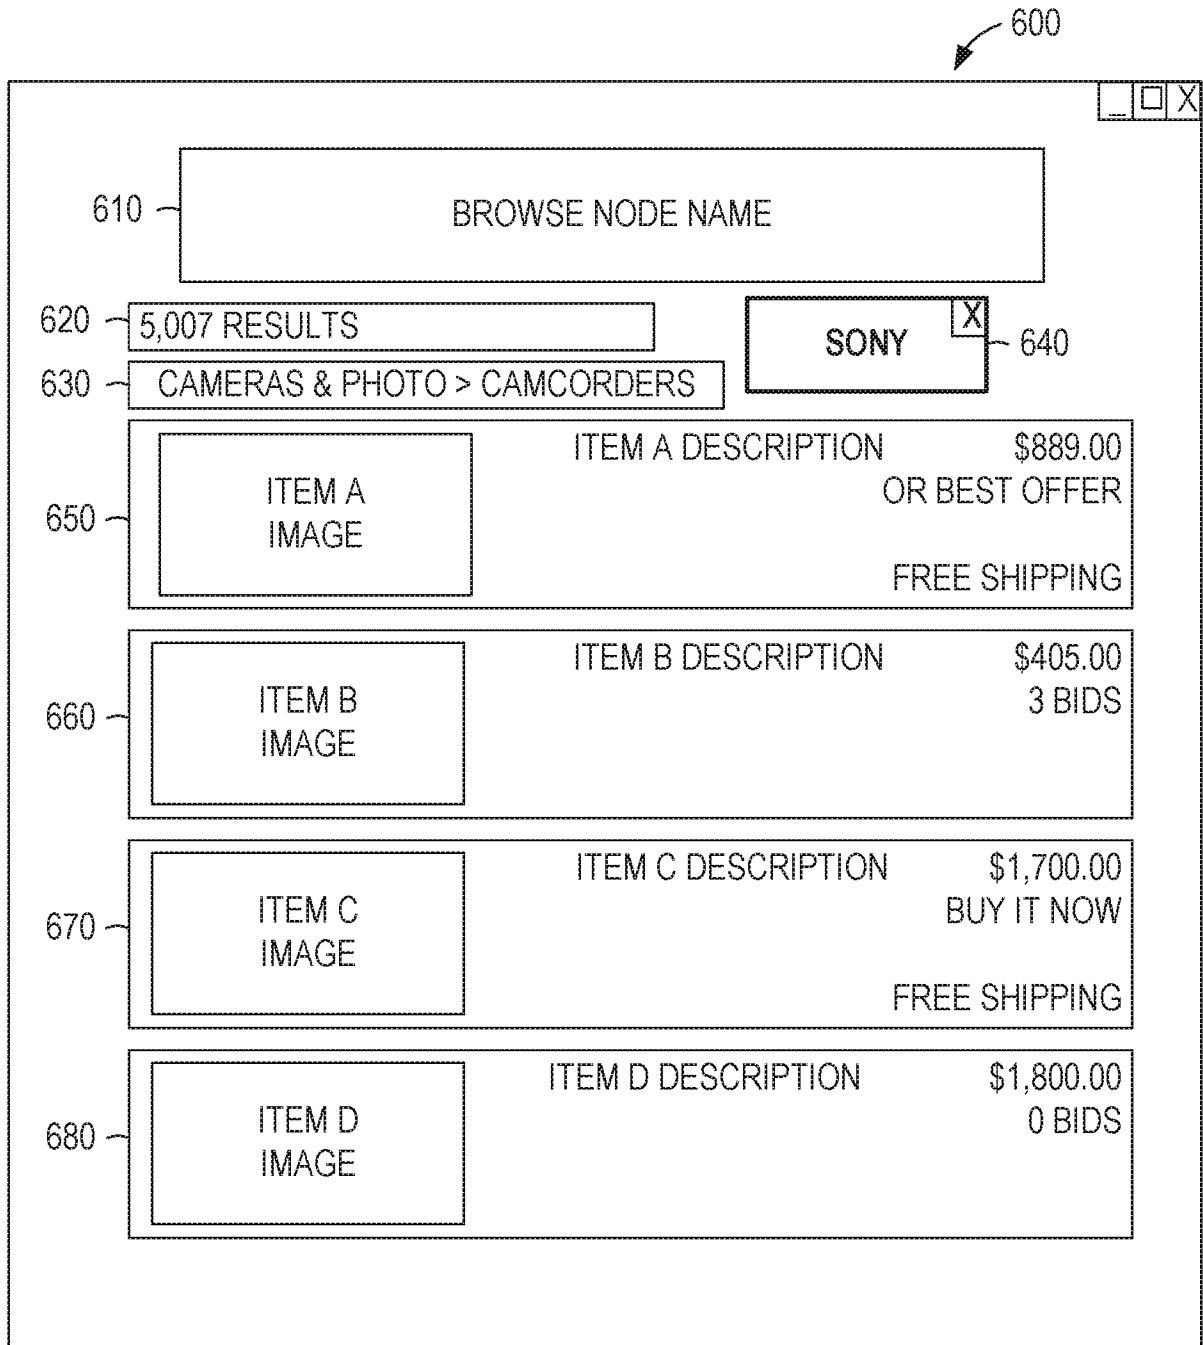 600
_ □ X
610 BROWSE NODE NAME
620 5,007 RESULTS
SONY X 640
630 CAMERAS & PHOTO > CAMCORDERS
650
ITEM A
IMAGE
ITEM A DESCRIPTION $889.00
OR BEST OFFER
FREE SHIPPING
660
ITEM B
IMAGE
ITEM B DESCRIPTION $405.00
3 BIDS
670
ITEM C
IMAGE
ITEM C DESCRIPTION $1,700.00
BUY IT NOW
FREE SHIPPING
680
ITEM D
IMAGE
ITEM D DESCRIPTION $1,800.00
0 BIDS